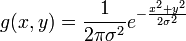 g(x,y) = \frac{1}{2\pi\sigma^2} e^{-\frac{x^2+y^2}{2\sigma^2}}